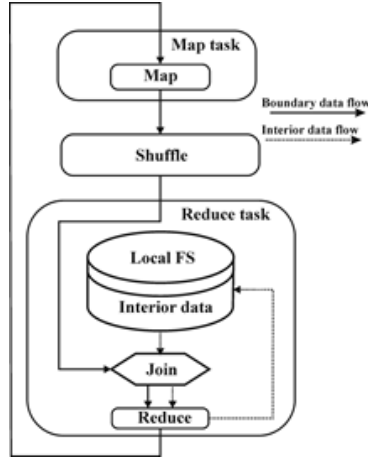 Map task
Map
Boundary data flow
Interior data flow
Shuffle
Reduce task
Local FS
Interior data
Join
Reduce